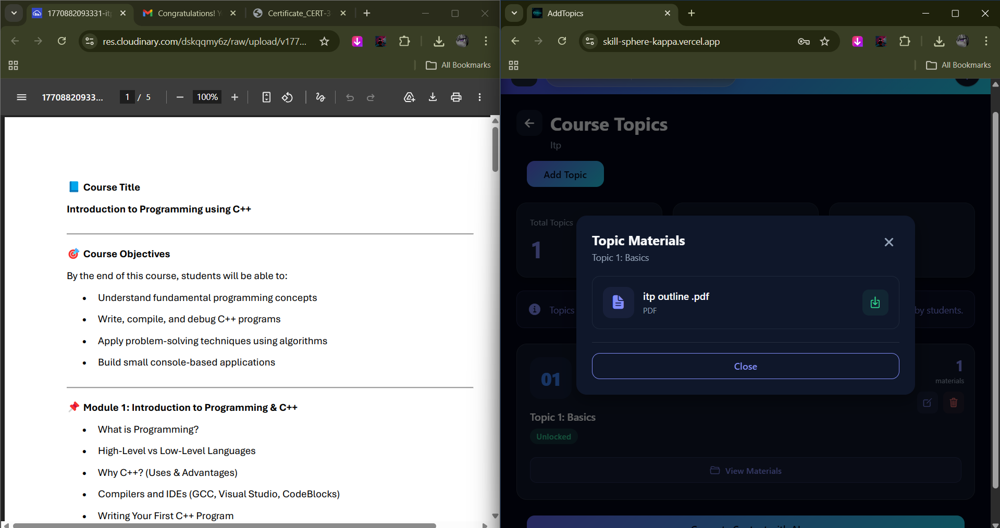 1770882093331-it
Congratulations! Y
Certificate_CERT-3
res.cloudinary.com/dskqqmy6z/raw/upload/v177...
All Bookmarks
17708820933...
1 / 5
100%
📘 Course Title
Introduction to Programming using C++
🎯 Course Objectives
By the end of this course, students will be able to:
• Understand fundamental programming concepts
• Write, compile, and debug C++ programs
• Apply problem-solving techniques using algorithms
• Build small console-based applications
📌 Module 1: Introduction to Programming & C++
• What is Programming?
• High-Level vs Low-Level Languages
• Why C++? (Uses & Advantages)
• Compilers and IDEs (GCC, Visual Studio, CodeBlocks)
• Writing Your First C++ Program
AddTopics
skill-sphere-kappa.vercel.app
All Bookmarks
Course Topics
Itp
Add Topic
Total Topics
1
Topic Materials
Topic 1: Basics
itp outline .pdf
PDF
Close
Topics
by students.
01
1
materials
Topic 1: Basics
Unlocked
View Materials